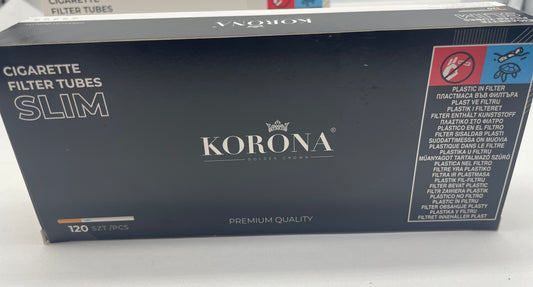 CIGARETTE
FILTER TUBES
CIGARETTE
FILTER TUBES
SLIM
KORONA®
GOLDEN CROWN
PREMIUM QUALITY
120 SZT /PCS
PLASTIC IN FILTER
ПЛАСТМАСА ВЪВ ФИЛТЪРА
PLAST VE FILTRU
PLASTIK I FILTERET
FILTER ENTHÄLT KUNSTSTOFF
ΠΛΑΣΤΙΚΟ ΣΤΟ ΦΙΛΤΡΟ
PLÁSTICO EN EL FILTRO
FILTER SISALDAB PLASTI
SUODATTIMESSA ON MUOVIA
PLASTIQUE DANS LE FILTRE
PLASTIKA U FILTRU
MŰANYAGOT TARTALMAZÓ SZŰRŐ
PLASTICA NEL FILTRO
FILTRE YRA PLASTIKO
FILTRA IR PLASTMASA
PLASTIK FIL-FILTRU
FILTER BEVAT PLASTIC
FILTR ZAWIERA PLASTIK
PLÁSTICO NO FILTRO
PLASTIC ÎN FILTRU
FILTER OBSAHUJE PLASTY
PLASTIKA V FILTRU
FILTRET INNEHÅLLER PLAST